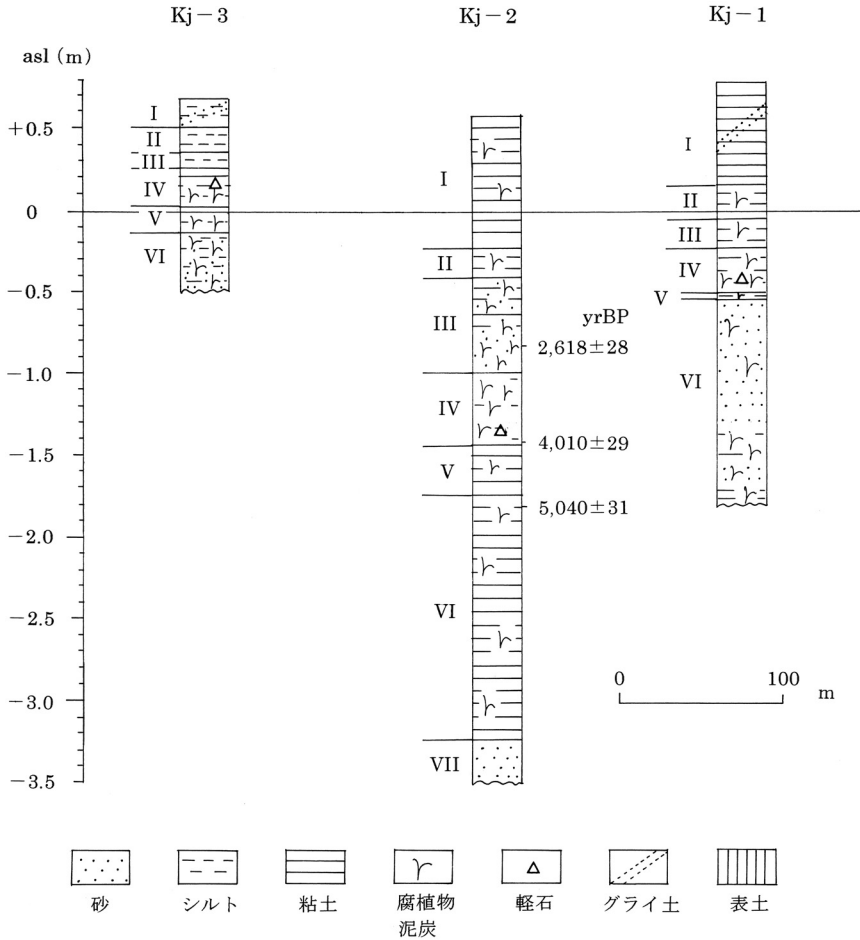 Kj－3
Kj－2
Kj－1
asl (m)
＋0.5
0
－0.5
－1.0
－1.5
－2.0
－2.5
－3.0
－3.5
I
II
III
IV
V
VI
I
II
III
IV
V
VI
VII
yrBP
2,618±28
4,010±29
5,040±31
I
II
III
IV
V
VI
0 100
m
砂 シルト 粘土 腐植物 軽石 グライ土 表土
泥炭